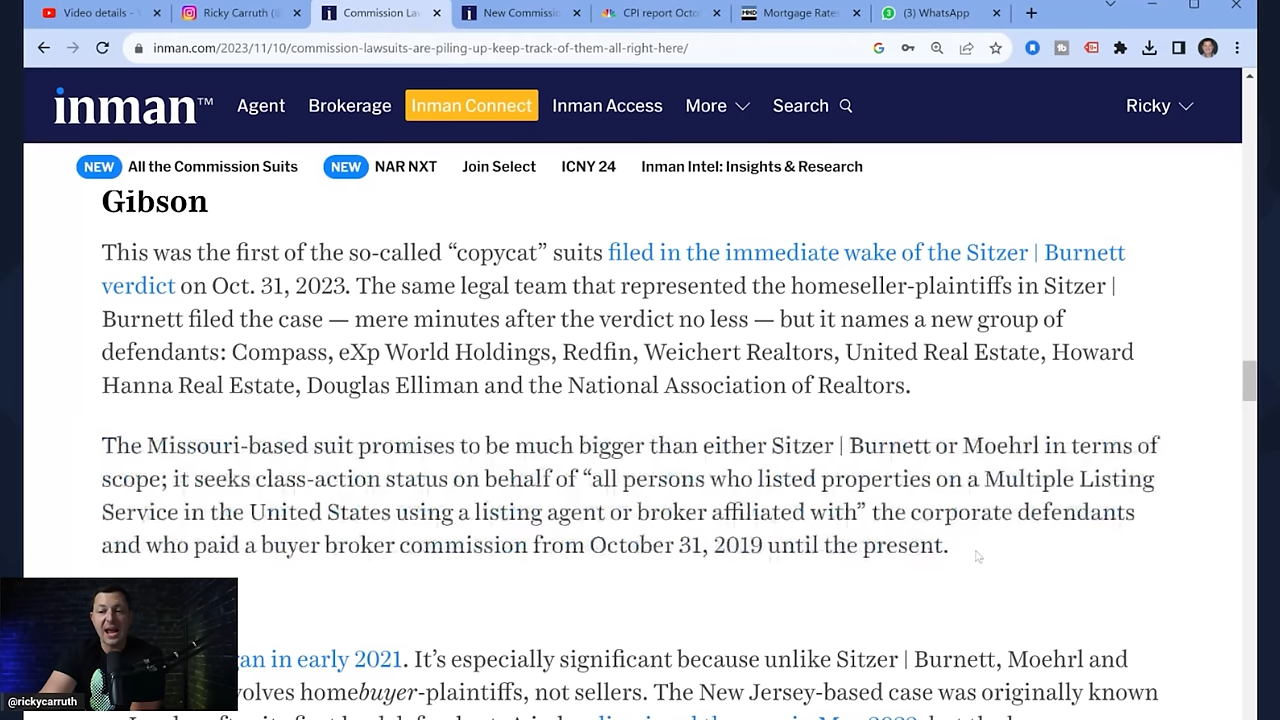 Video details -
Ricky Carruth (
Commission La
New Commissi
CPI report Octo
Mortgage Rates
(3) WhatsApp
inman.com/2023/11/10/commission-lawsuits-are-piling-up-keep-track-of-them-all-right-here/
inman™ Agent Brokerage Inman Connect Inman Access More Search Ricky
NEW All the Commission Suits NEW NAR NXT Join Select ICNY 24 Inman Intel: Insights & Research
Gibson
This was the first of the so-called “copycat” suits filed in the immediate wake of the Sitzer | Burnett
verdict on Oct. 31, 2023. The same legal team that represented the homeseller-plaintiffs in Sitzer |
Burnett filed the case — mere minutes after the verdict no less — but it names a new group of
defendants: Compass, eXp World Holdings, Redfin, Weichert Realtors, United Real Estate, Howard
Hanna Real Estate, Douglas Elliman and the National Association of Realtors.
The Missouri-based suit promises to be much bigger than either Sitzer | Burnett or Moehrl in terms of
scope; it seeks class-action status on behalf of “all persons who listed properties on a Multiple Listing
Service in the United States using a listing agent or broker affiliated with” the corporate defendants
and who paid a buyer broker commission from October 31, 2019 until the present.
an in early 2021. It’s especially significant because unlike Sitzer | Burnett, Moehrl and
volves homebuyer-plaintiffs, not sellers. The New Jersey-based case was originally known
@rickycarruth